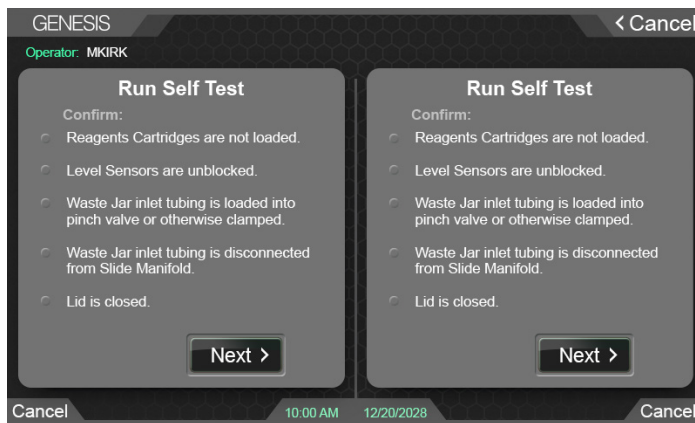 GENESIS
< Cancel
Operator: MKIRK
Run Self Test
Confirm:
Reagents Cartridges are not loaded.
Level Sensors are unblocked.
Waste Jar inlet tubing is loaded into
pinch valve or otherwise clamped.
Waste Jar inlet tubing is disconnected
from Slide Manifold.
Lid is closed.
Next >
Run Self Test
Confirm:
Reagents Cartridges are not loaded.
Level Sensors are unblocked.
Waste Jar inlet tubing is loaded into
pinch valve or otherwise clamped.
Waste Jar inlet tubing is disconnected
from Slide Manifold.
Lid is closed.
Next >
Cancel
10:00 AM 12/20/2028
Cancel